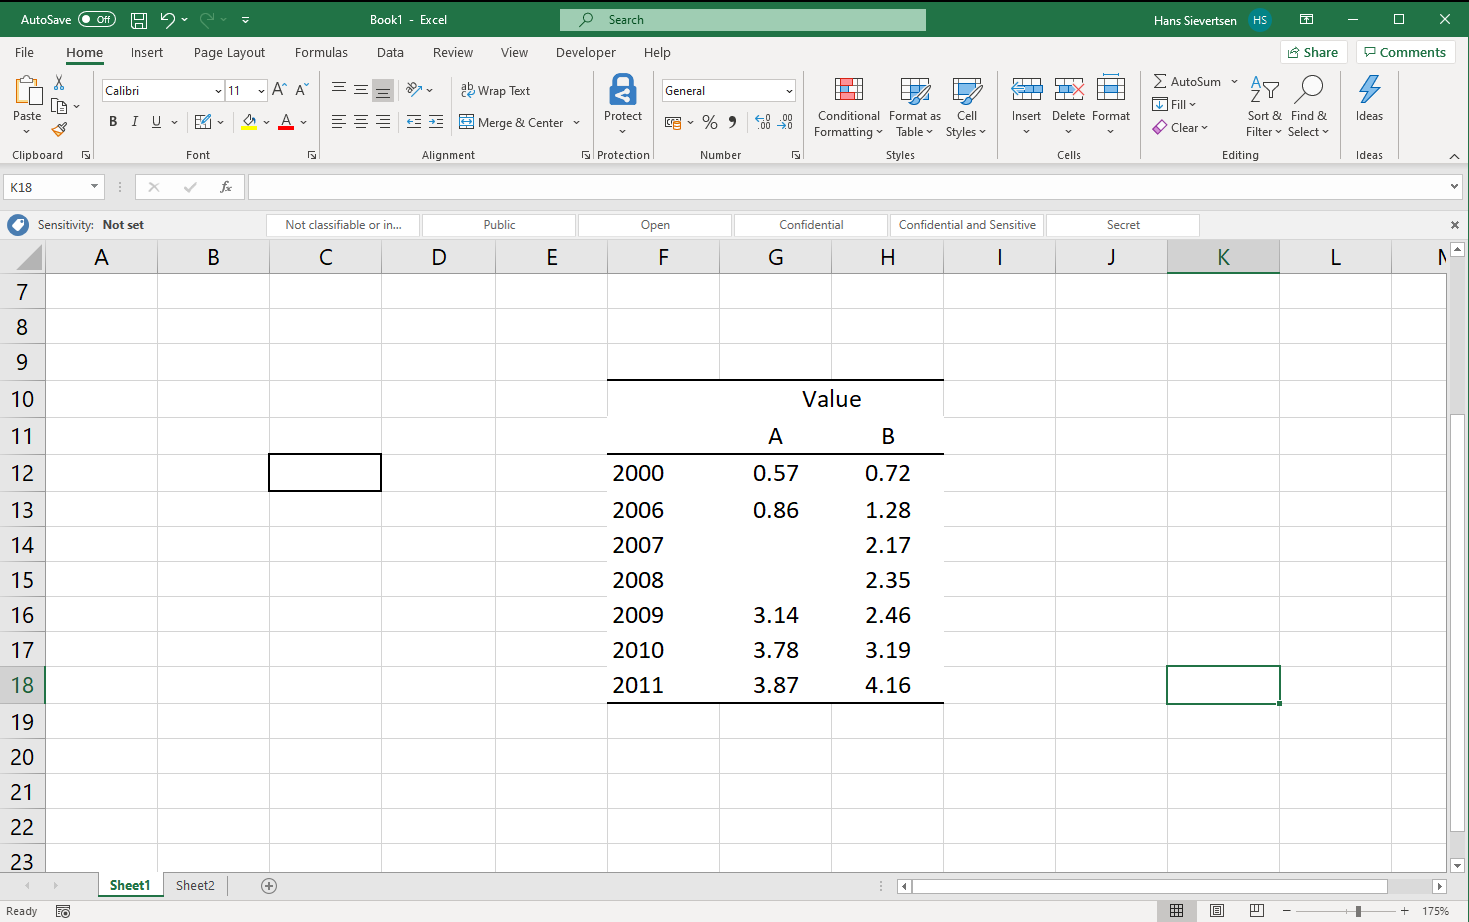 AutoSave Off Book1 - Excel Search Hans Sievertsen HS
File Home Insert Page Layout Formulas Data Review View Developer Help Share Comments
Calibri 11 A A ab Wrap Text General
Paste B I U A Merge & Center Protect % Conditional Formatting Format as Table Cell Styles Insert Delete Format AutoSum Fill Clear Sort & Filter Find & Select Ideas
Clipboard Font Alignment Protection Number Styles Cells Editing Ideas
K18 fx
Sensitivity: Not set Not classifiable or in... Public Open Confidential Confidential and Sensitive Secret
A B C D E F G H I J K L
7
8
9
10 Value
11 A B
12 2000 0.57 0.72
13 2006 0.86 1.28
14 2007 2.17
15 2008 2.35
16 2009 3.14 2.46
17 2010 3.78 3.19
18 2011 3.87 4.16
19
20
21
22
23
Sheet1 Sheet2
Ready 175%